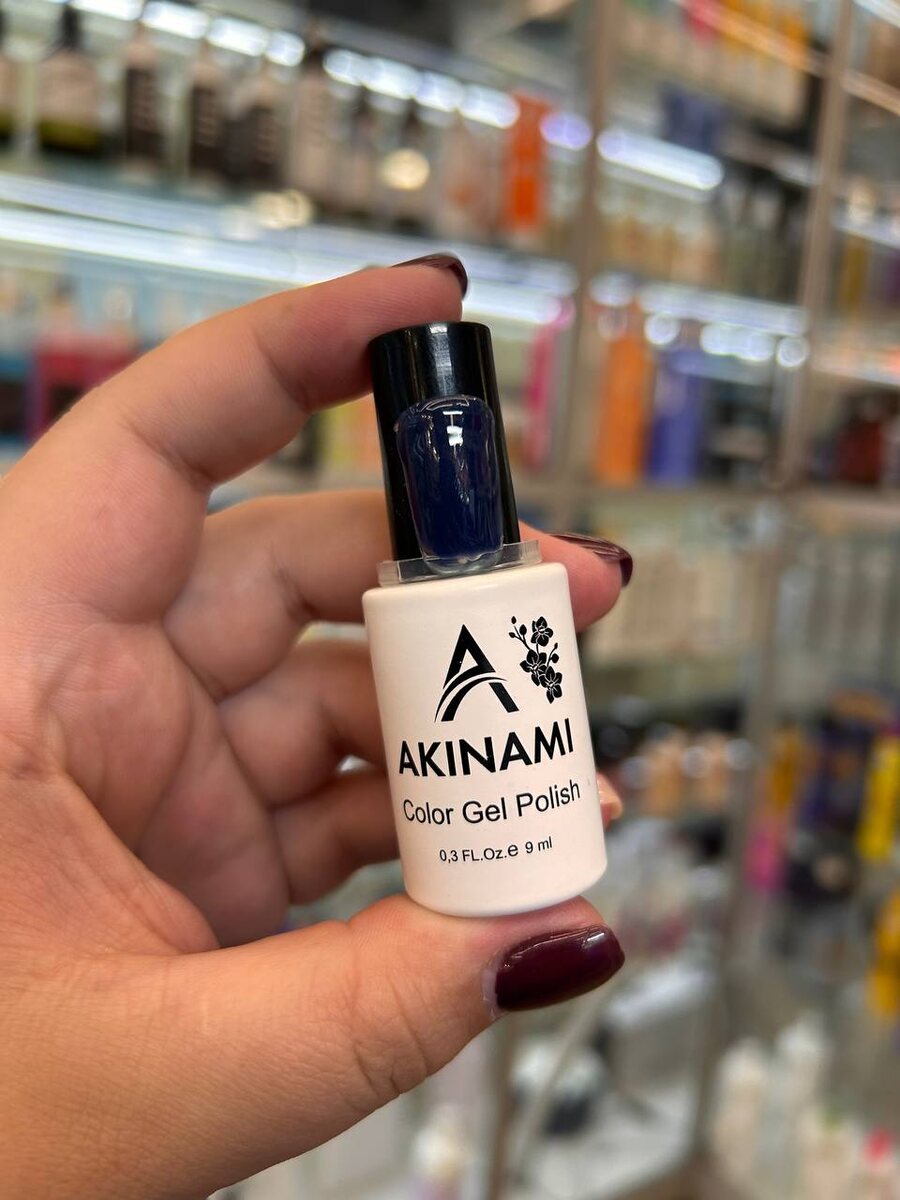 AKINAMI
Color Gel Polish
0,3 FL.Oz.e 9 ml